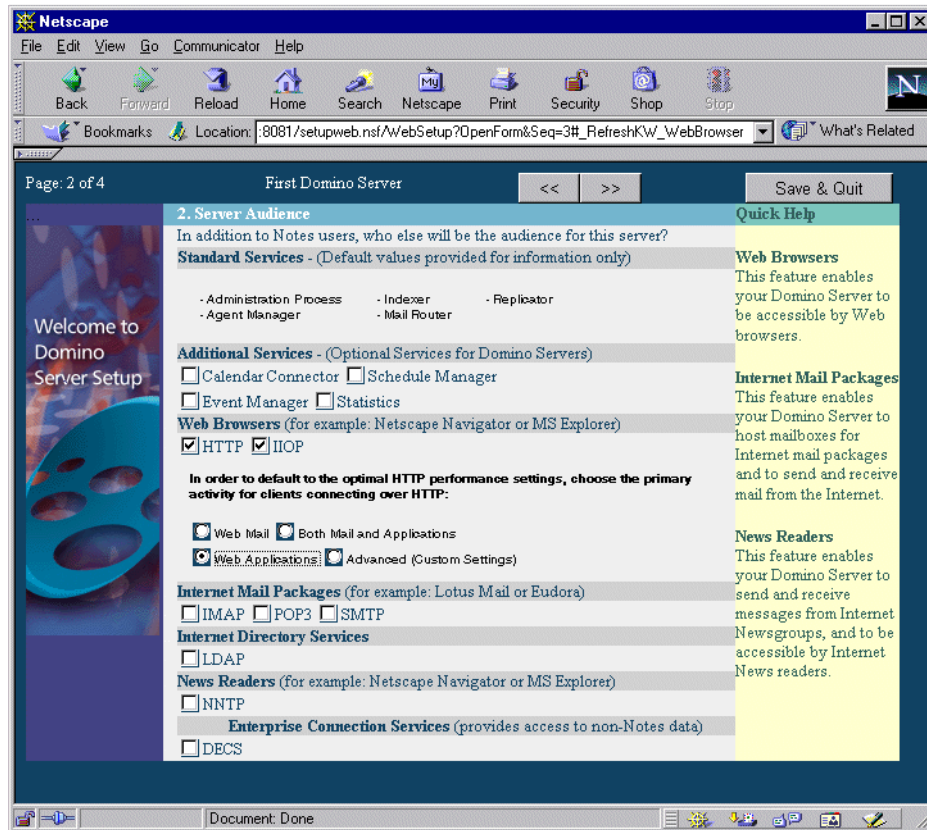 Netscape
File Edit View Go Communicator Help
My
N
Back Forward Reload Home Search Netscape Print Security Shop Stop
Bookmarks Location: :8081/setupweb.nsf/WebSetup?OpenForm&Seq=3#_RefreshKW_WebBrowser What's Related
Page: 2 of 4 First Domino Server << >> Save & Quit
...
Welcome to
Domino
Server Setup
2. Server Audience
In addition to Notes users, who else will be the audience for this server?
Standard Services - (Default values provided for information only)
- Administration Process - Indexer - Replicator
- Agent Manager - Mail Router
Additional Services - (Optional Services for Domino Servers)
Calendar Connector Schedule Manager
Event Manager Statistics
Web Browsers (for example: Netscape Navigator or MS Explorer)
HTTP IIOP
In order to default to the optimal HTTP performance settings, choose the primary
activity for clients connecting over HTTP:
Web Mail Both Mail and Applications
Web Applications Advanced (Custom Settings)
Internet Mail Packages (for example: Lotus Mail or Eudora)
IMAP POP3 SMTP
Internet Directory Services
LDAP
News Readers (for example: Netscape Navigator or MS Explorer)
NNTP
Enterprise Connection Services (provides access to non-Notes data)
DECS
Quick Help
Web Browsers
This feature enables
your Domino Server to
be accessible by Web
browsers.
Internet Mail Packages
This feature enables
your Domino Server to
host mailboxes for
Internet mail packages
and to send and receive
mail from the Internet.
News Readers
This feature enables
your Domino Server to
send and receive
messages from Internet
Newsgroups, and to be
accessible by Internet
News readers.
Document: Done